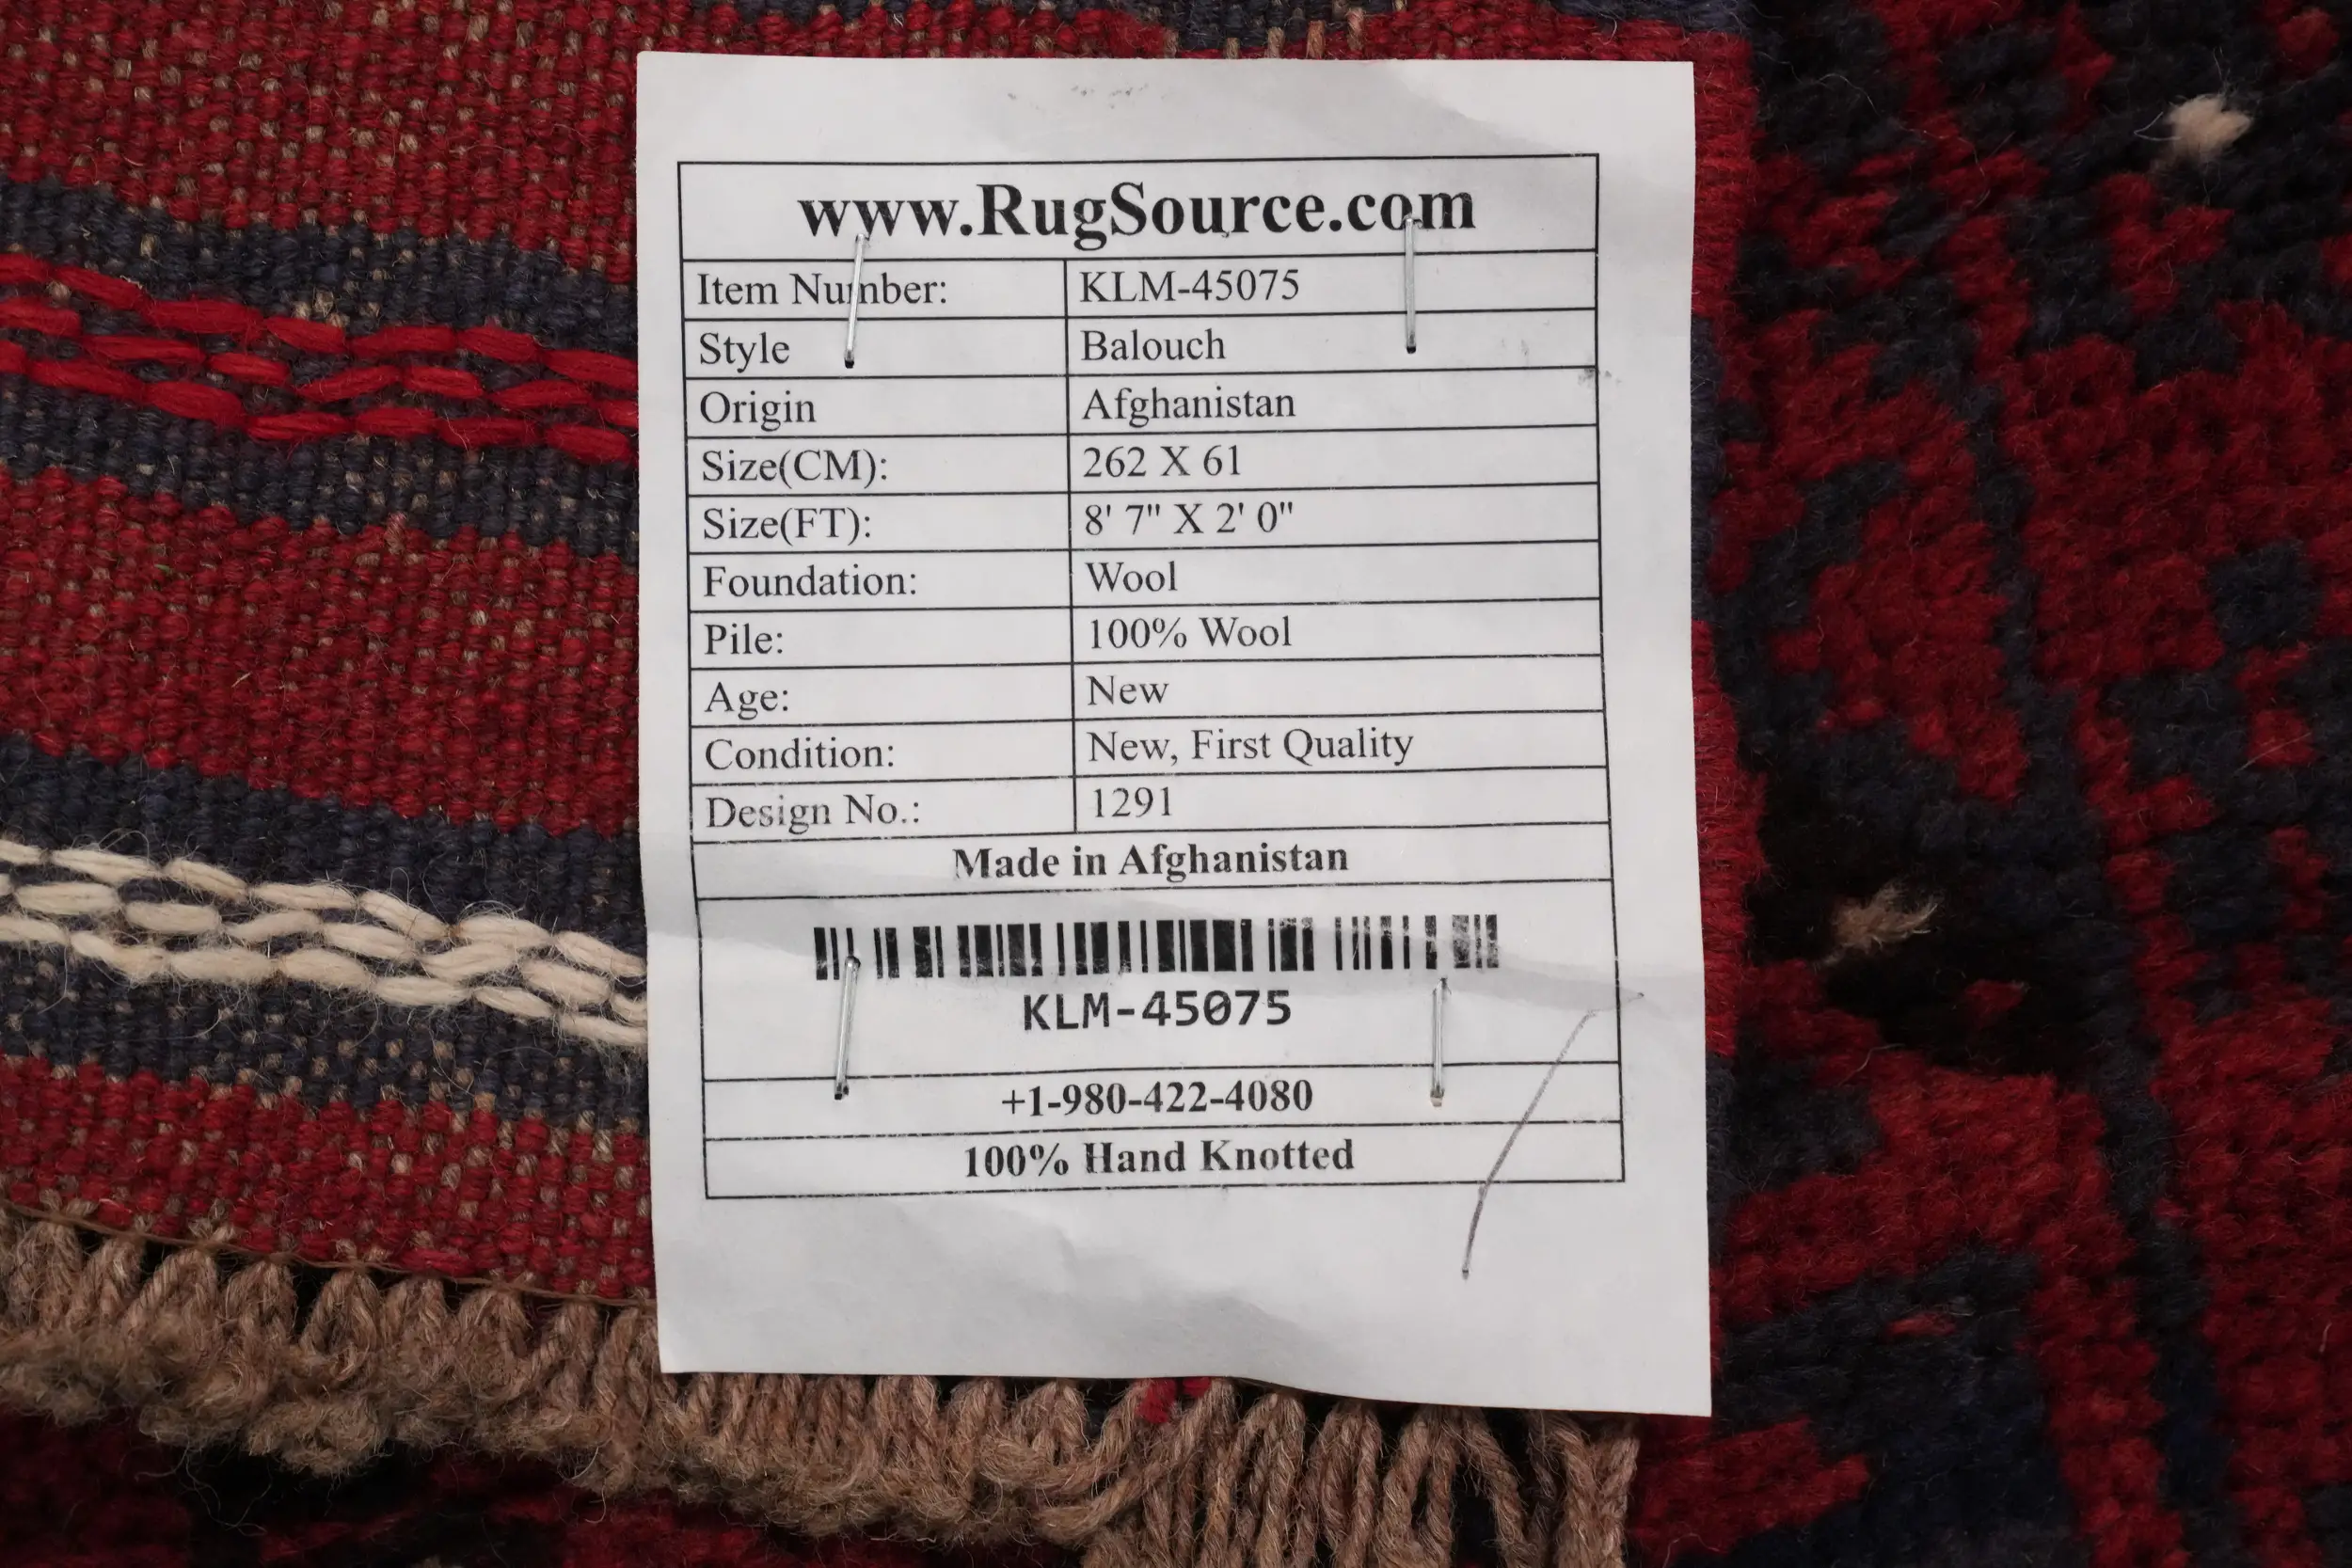 www.RugSource.com
Item Number: KLM-45075
Style Balouch
Origin Afghanistan
Size(CM): 262 X 61
Size(FT): 8' 7" X 2' 0"
Foundation: Wool
Pile: 100% Wool
Age: New
Condition: New, First Quality
Design No.: 1291
Made in Afghanistan
KLM-45075
+1-980-422-4080
100% Hand Knotted